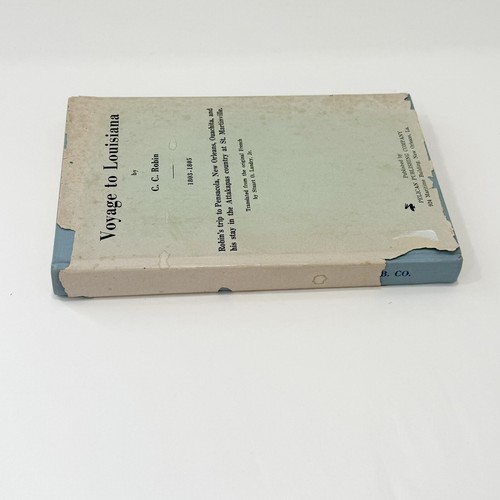 Voyage to Louisiana
by
C. C. Robin
1803-1805
Robin's trip to Pensacola, New Orleans, Ouachita, and
his stay in the Attakapas country at St. Martinville.
Translated from the original French
by Stuart O. Landry, Jr.
Published by
PELICAN PUBLISHING COMPANY
Maritime Building New Orleans, La.
B. CO.